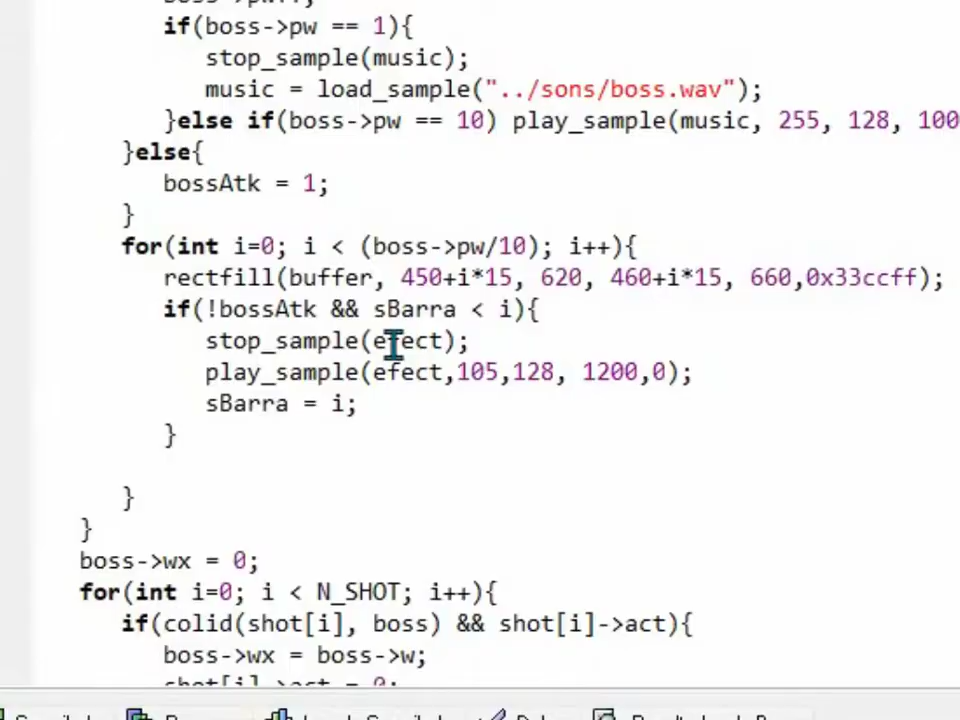 if(boss->pw == 1){
stop_sample(music);
music = load_sample("../sons/boss.wav");
}else if(boss->pw == 10) play_sample(music, 255, 128, 100
}else{
bossAtk = 1;
}
for(int i=0; i < (boss->pw/10); i++){
rectfill(buffer, 450+i*15, 620, 460+i*15, 660,0x33ccff);
if(!bossAtk && sBarra < i){
stop_sample(efect);
play_sample(efect,105,128, 1200,0);
sBarra = i;
}
}
}
boss->wx = 0;
for(int i=0; i < N_SHOT; i++){
if(colid(shot[i], boss) && shot[i]->act){
boss->wx = boss->w;
shot[i]->act = 0;